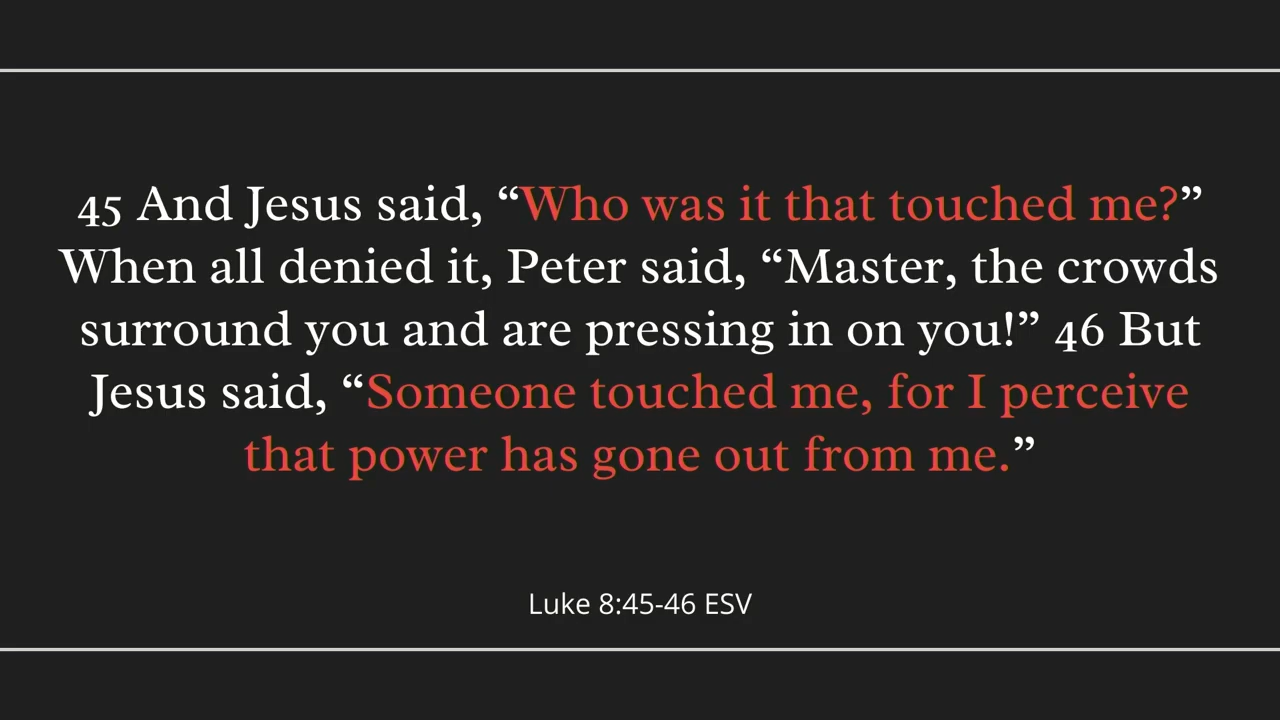 45 And Jesus said, “Who was it that touched me?”
When all denied it, Peter said, “Master, the crowds
surround you and are pressing in on you!” 46 But
Jesus said, “Someone touched me, for I perceive
that power has gone out from me.”
Luke 8:45-46 ESV